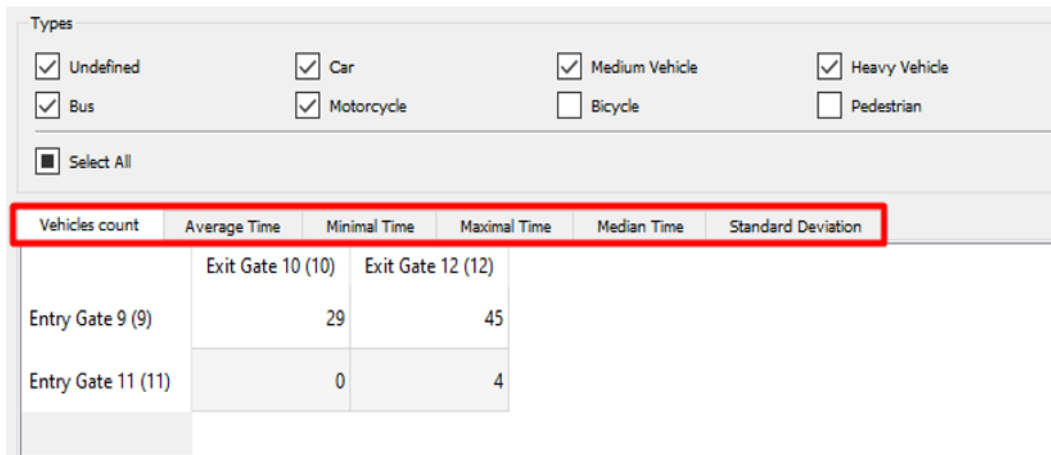 Types
Undefined Car Medium Vehicle Heavy Vehicle
Bus Motorcycle Bicycle Pedestrian
Select All
Vehicles count Average Time Minimal Time Maximal Time Median Time Standard Deviation
Exit Gate 10 (10) Exit Gate 12 (12)
Entry Gate 9 (9) 29 45
Entry Gate 11 (11) 0 4